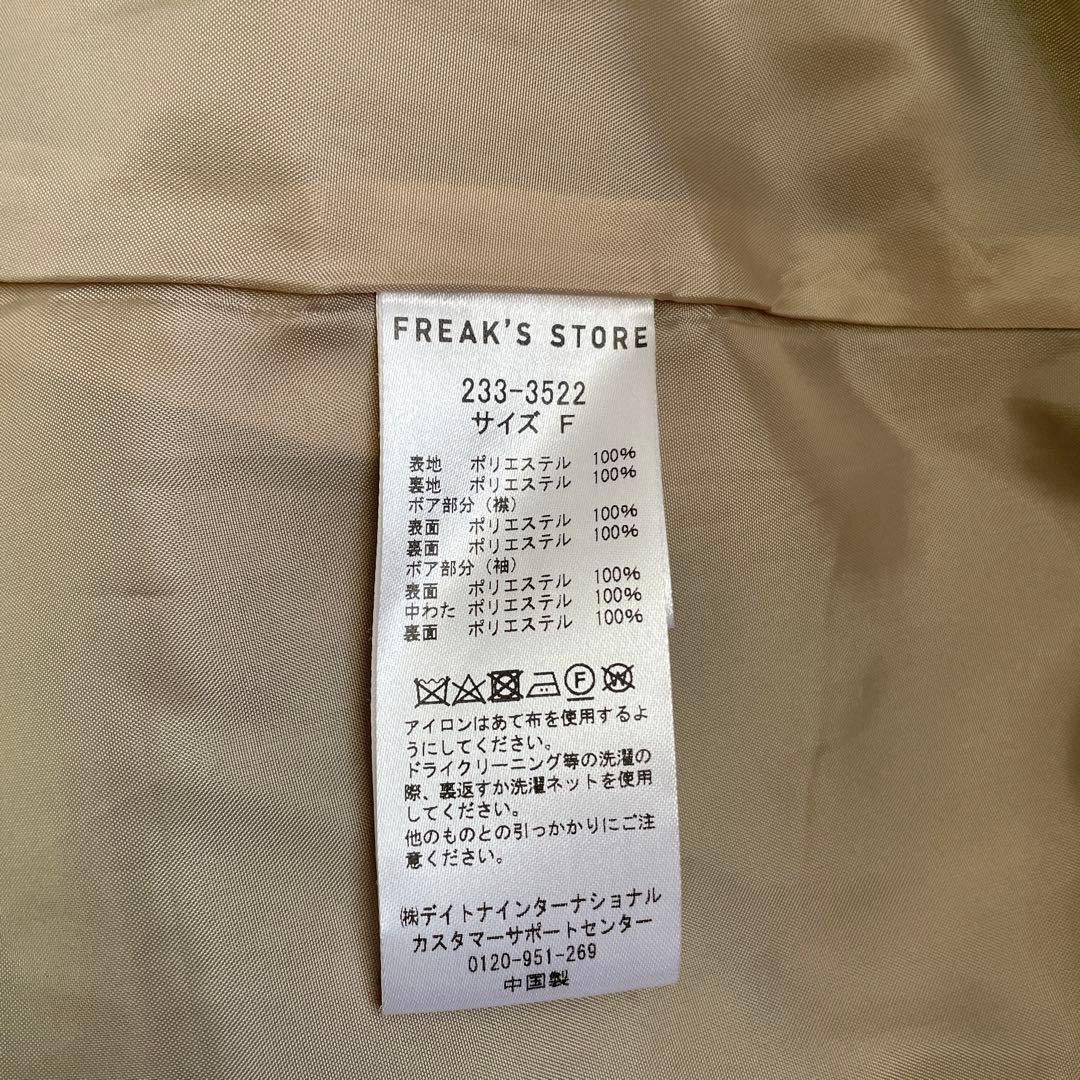 FREAK'S STORE
233-3522
サイズ F
表地 ポリエステル 100%
裏地 ポリエステル 100%
ボア部分（襟）
表面 ポリエステル 100%
裏面 ポリエステル 100%
ボア部分（袖）
表面 ポリエステル 100%
中わた ポリエステル 100%
裏面 ポリエステル 100%
F W
アイロンはあて布を使用するよ
うにしてください。
ドライクリーニング等の洗濯の
際、裏返すか洗濯ネットを使用
してください。
他のものとの引っかかりにご注
意ください。
㈱デイトナインターナショナル
カスタマーサポートセンター
0120-951-269
中国製